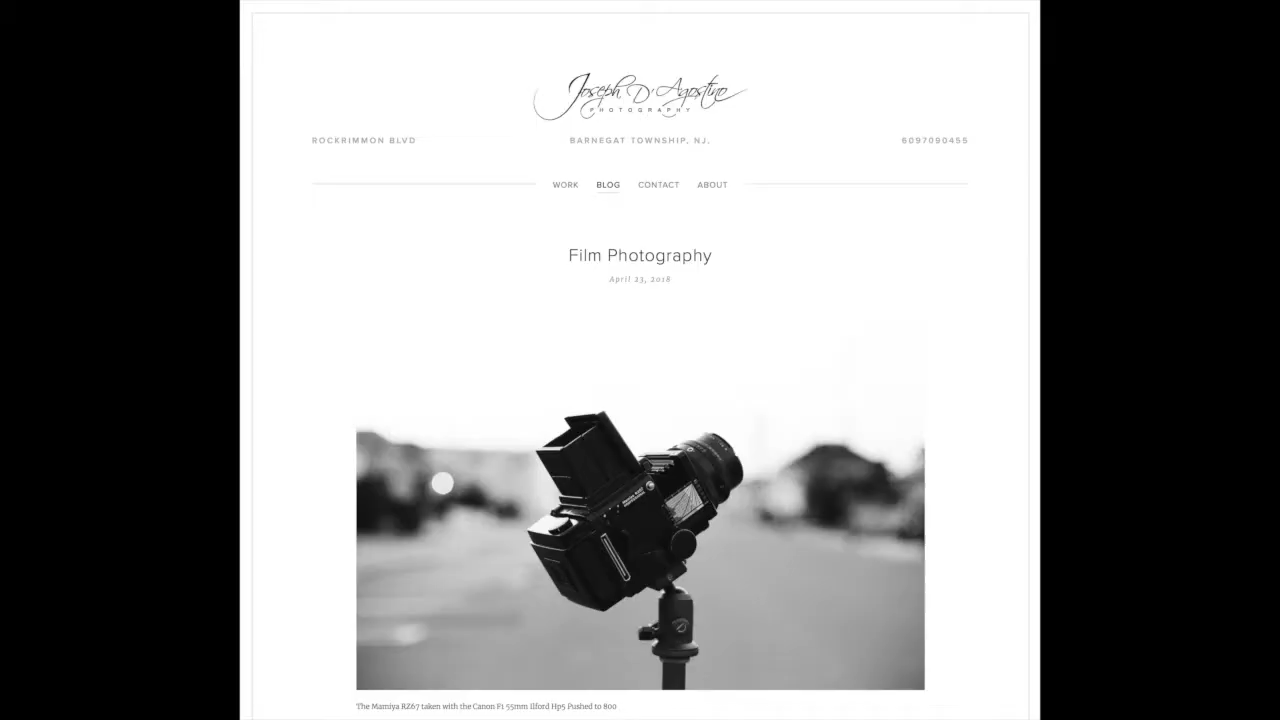 Joseph D'Agostino
PHOTOGRAPHY
ROCKRIMMON BLVD
BARNEGAT TOWNSHIP, NJ,
6097090455
WORK BLOG CONTACT ABOUT
Film Photography
April 23, 2018
The Mamiya RZ67 taken with the Canon F1 55mm Ilford Hp5 Pushed to 800